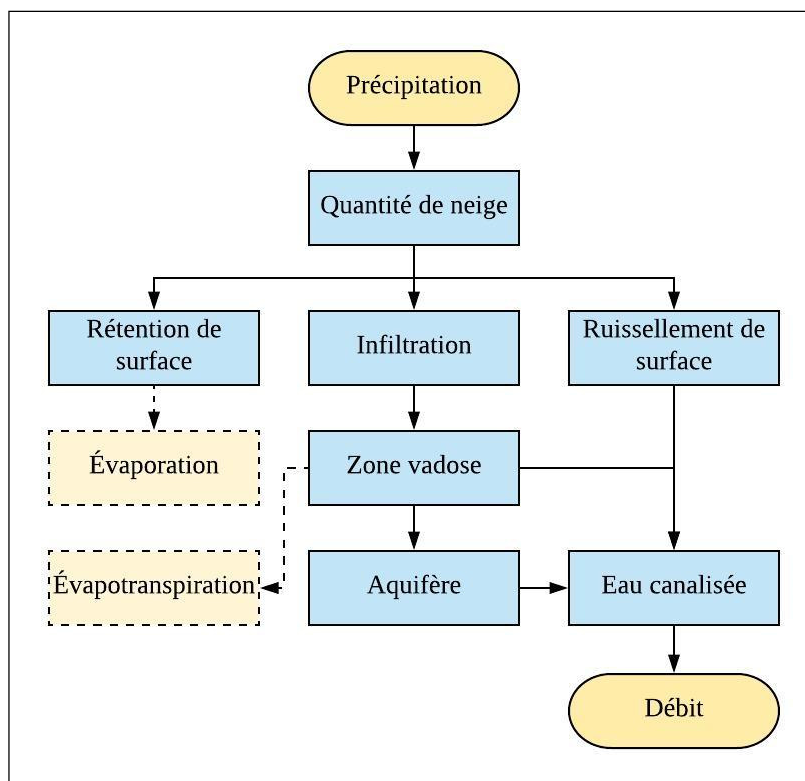 Précipitation
Quantité de neige
Rétention de
surface
Infiltration
Ruissellement de
surface
Évaporation
Zone vadose
Évapotranspiration
Aquifère
Eau canalisée
Débit